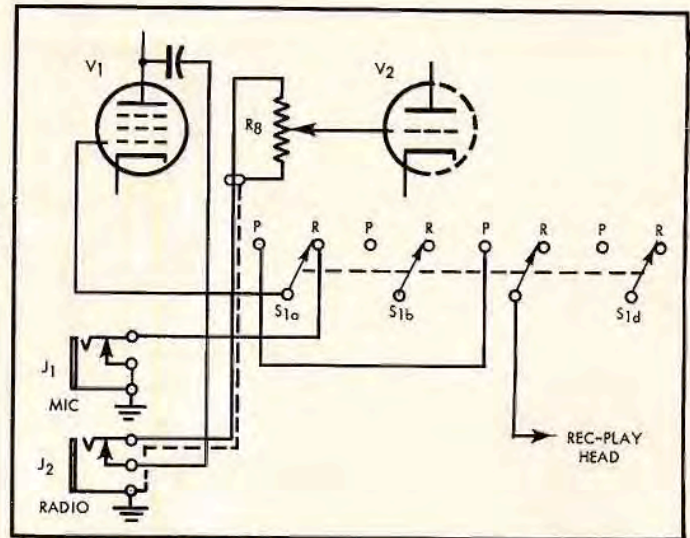 V1
R8
V2
P R P R P R P R
S1a S1b S1d
J1
MIC
J2
RADIO
REC-PLAY
HEAD